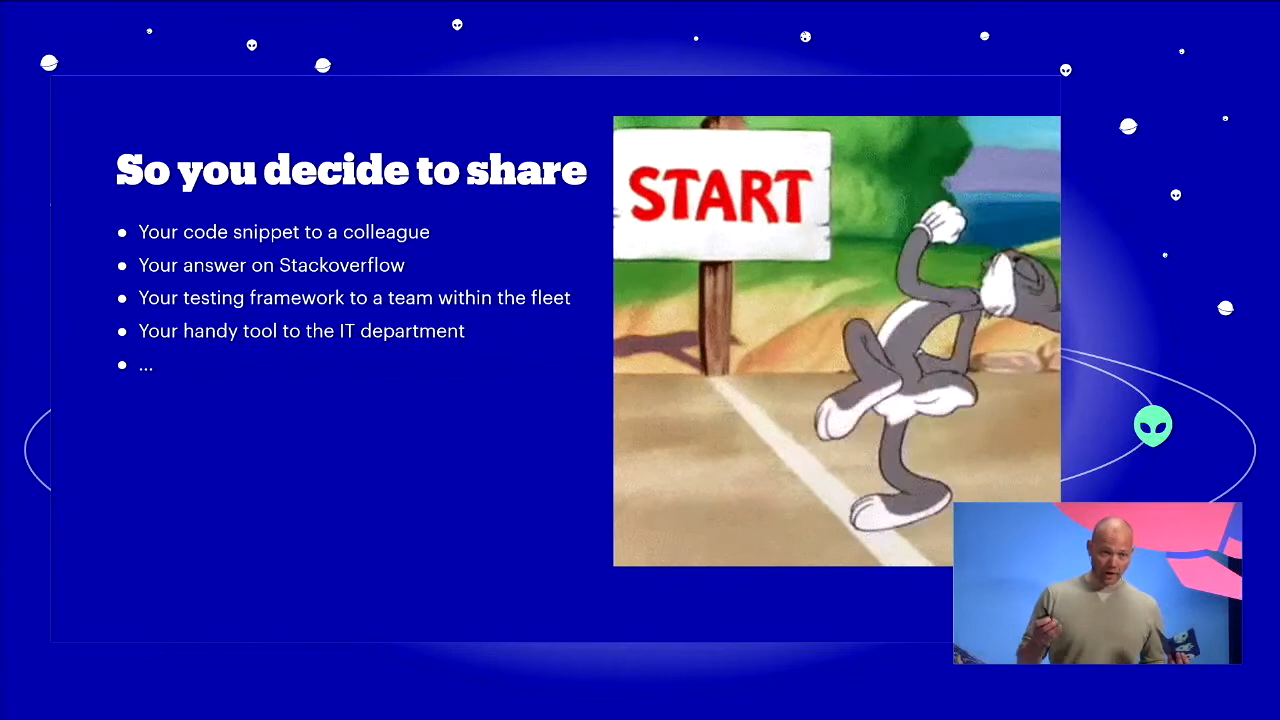 So you decide to share
Your code snippet to a colleague
Your answer on Stackoverflow
Your testing framework to a team within the fleet
Your handy tool to the IT department
...
START